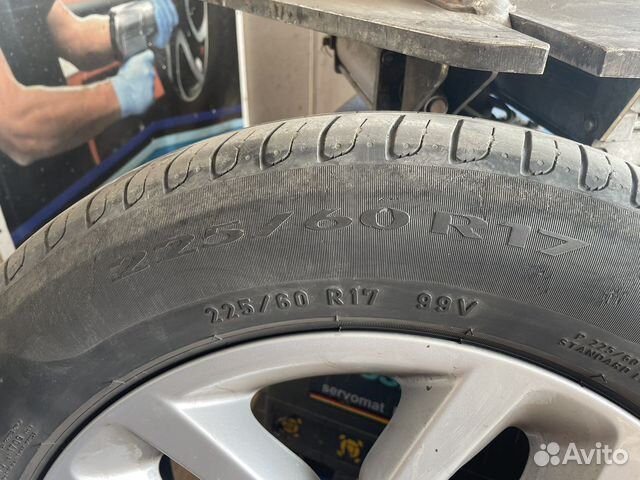 225/60 R17
225/60 R17 99V
P 225/60
STANDARD
servomat
Avito